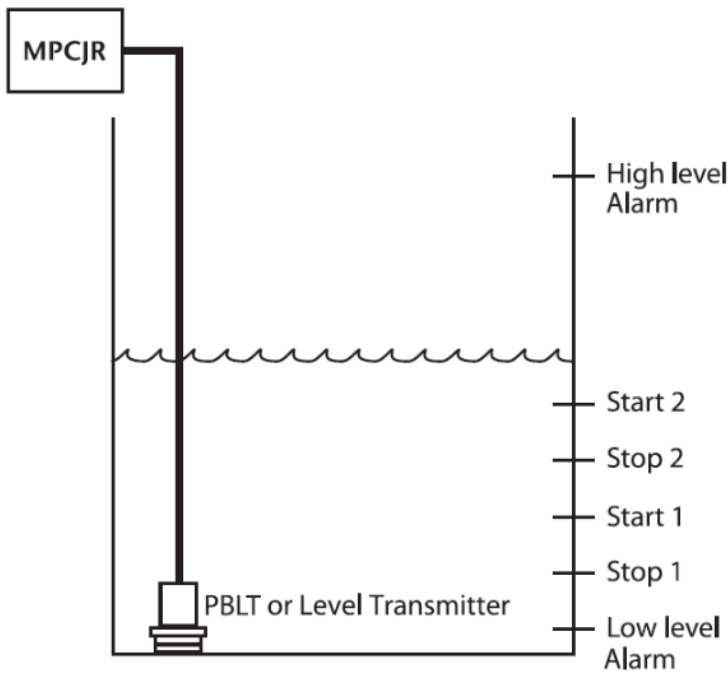 MPCJR
High level
Alarm
Start 2
Stop 2
Start 1
Stop 1
PBLT or Level Transmitter
Low level
Alarm